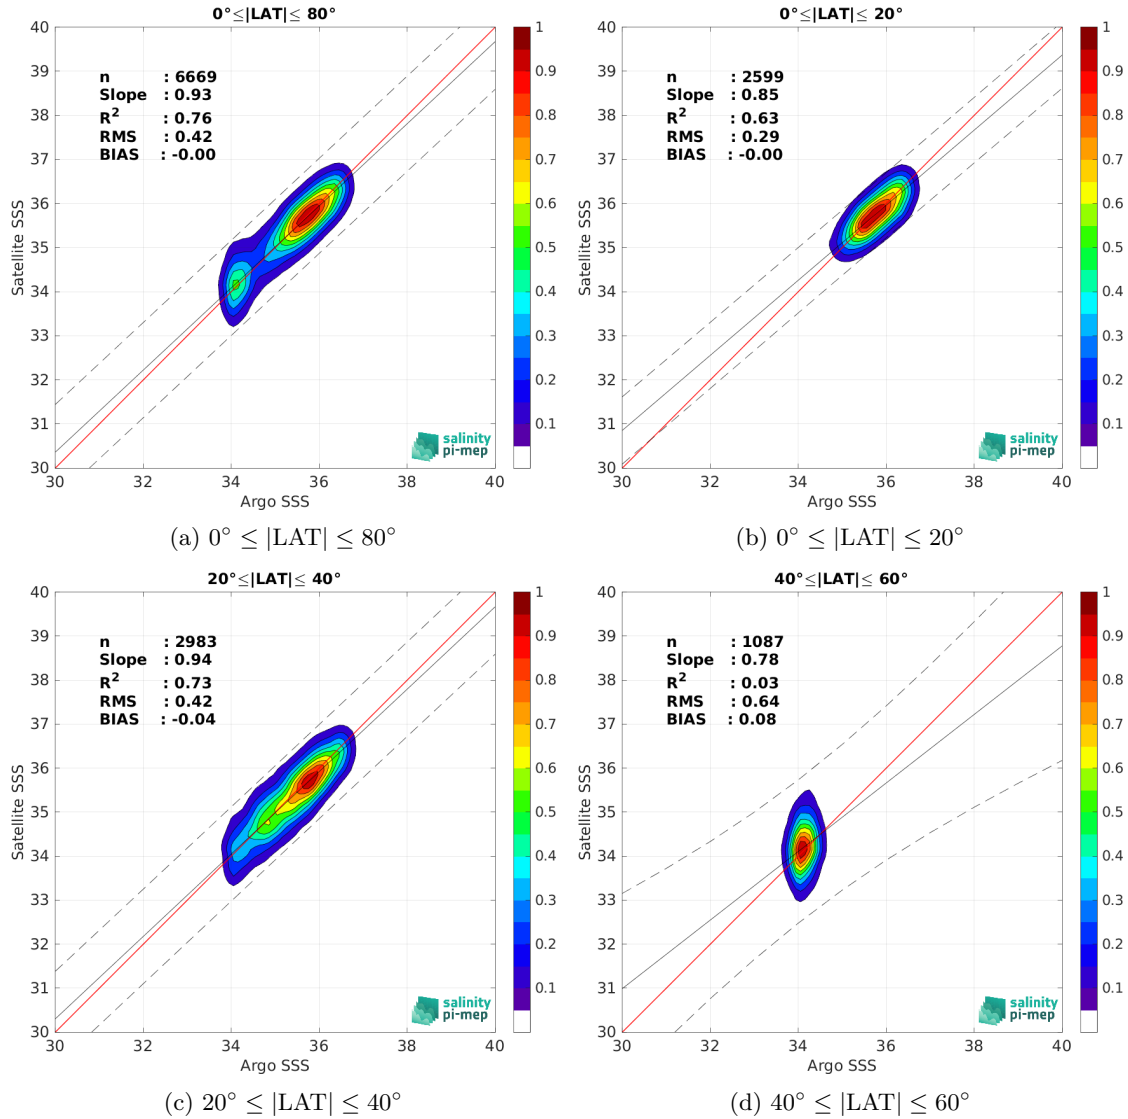 0°≤|LAT|≤ 80°
n : 6669
Slope : 0.93
R² : 0.76
RMS : 0.42
BIAS : -0.00
40
39
38
37
36
35
34
33
32
31
30
Satellite SSS
30 32 34 36 38 40
Argo SSS
salinity
pi-mep
1
0.9
0.8
0.7
0.6
0.5
0.4
0.3
0.2
0.1
(a) 0° ≤ |LAT| ≤ 80°
0°≤|LAT|≤ 20°
n : 2599
Slope : 0.85
R² : 0.63
RMS : 0.29
BIAS : -0.00
40
39
38
37
36
35
34
33
32
31
30
Satellite SSS
30 32 34 36 38 40
Argo SSS
salinity
pi-mep
1
0.9
0.8
0.7
0.6
0.5
0.4
0.3
0.2
0.1
(b) 0° ≤ |LAT| ≤ 20°
20°≤|LAT|≤ 40°
n : 2983
Slope : 0.94
R² : 0.73
RMS : 0.42
BIAS : -0.04
40
39
38
37
36
35
34
33
32
31
30
Satellite SSS
30 32 34 36 38 40
Argo SSS
salinity
pi-mep
1
0.9
0.8
0.7
0.6
0.5
0.4
0.3
0.2
0.1
(c) 20° ≤ |LAT| ≤ 40°
40°≤|LAT|≤ 60°
n : 1087
Slope : 0.78
R² : 0.03
RMS : 0.64
BIAS : 0.08
40
39
38
37
36
35
34
33
32
31
30
Satellite SSS
30 32 34 36 38 40
Argo SSS
salinity
pi-mep
1
0.9
0.8
0.7
0.6
0.5
0.4
0.3
0.2
0.1
(d) 40° ≤ |LAT| ≤ 60°